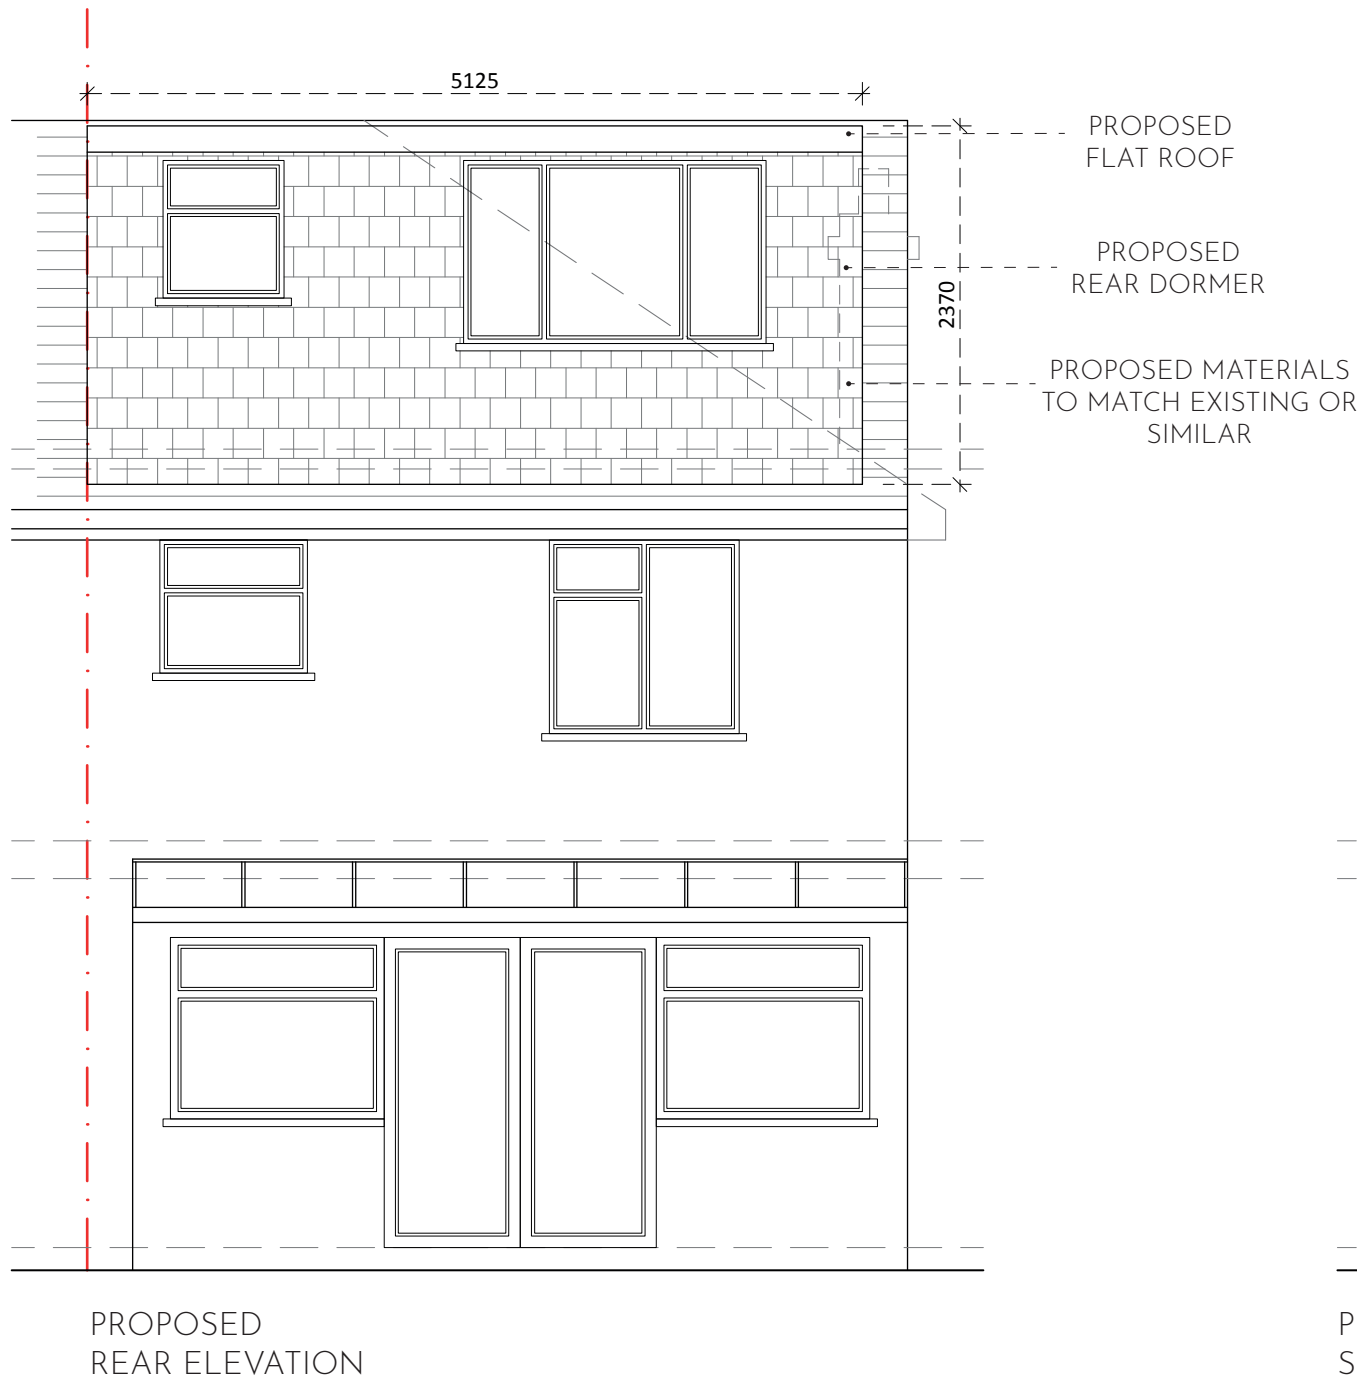 5125
PROPOSED
FLAT ROOF
PROPOSED
REAR DORMER
2370
PROPOSED MATERIALS
TO MATCH EXISTING OR
SIMILAR
PROPOSED
REAR ELEVATION
P
S